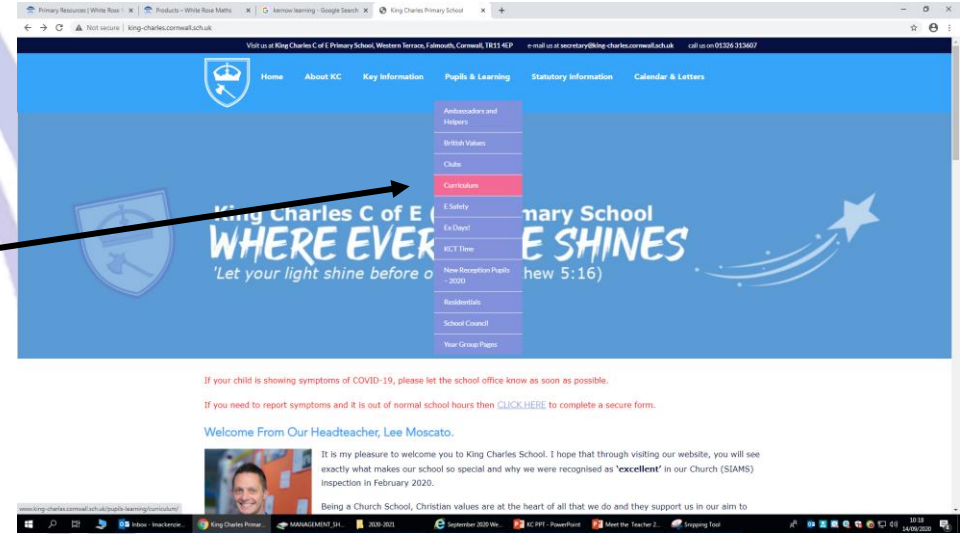 Primary Resources | White Rose
Products - White Rose Maths
kernow learning - Google Search
King Charles Primary School
Not secure | king-charles.cornwall.sch.uk
Visit us at King Charles C of E Primary School, Western Terrace, Falmouth, Cornwall, TR11 4EP e-mail us at secretary@king-charles.cornwall.sch.uk call us on 01326 313607
Home About KC Key Information Pupils & Learning Statutory Information Calendar & Letters
Ambassadors and
Helpers
British Values
Clubs
Curriculum
E Safety
Ex Days!
KCT Time
New Reception Pupils
- 2020
Residentials
School Council
Year Group Pages
King Charles C of E mary School
WHERE EVER E SHINES
'Let your light shine before o hew 5:16)
If your child is showing symptoms of COVID-19, please let the school office know as soon as possible.
If you need to report symptoms and it is out of normal school hours then CLICK HERE to complete a secure form.
Welcome From Our Headteacher, Lee Moscato.
It is my pleasure to welcome you to King Charles School. I hope that through visiting our website, you will see
exactly what makes our school so special and why we were recognised as 'excellent' in our Church (SIAMS)
inspection in February 2020.
Being a Church School, Christian values are at the heart of all that we do and they support us in our aim to
www.king-charles.cornwall.sch.uk/pupils-learning/curriculum/
Inbox - lmackenzie...
King Charles Primar...
MANAGEMENT_SH...
2020-2021
September 2020 We...
KC PPT - PowerPoint
Meet the Teacher 2...
Snipping Tool
10:18
14/09/2020